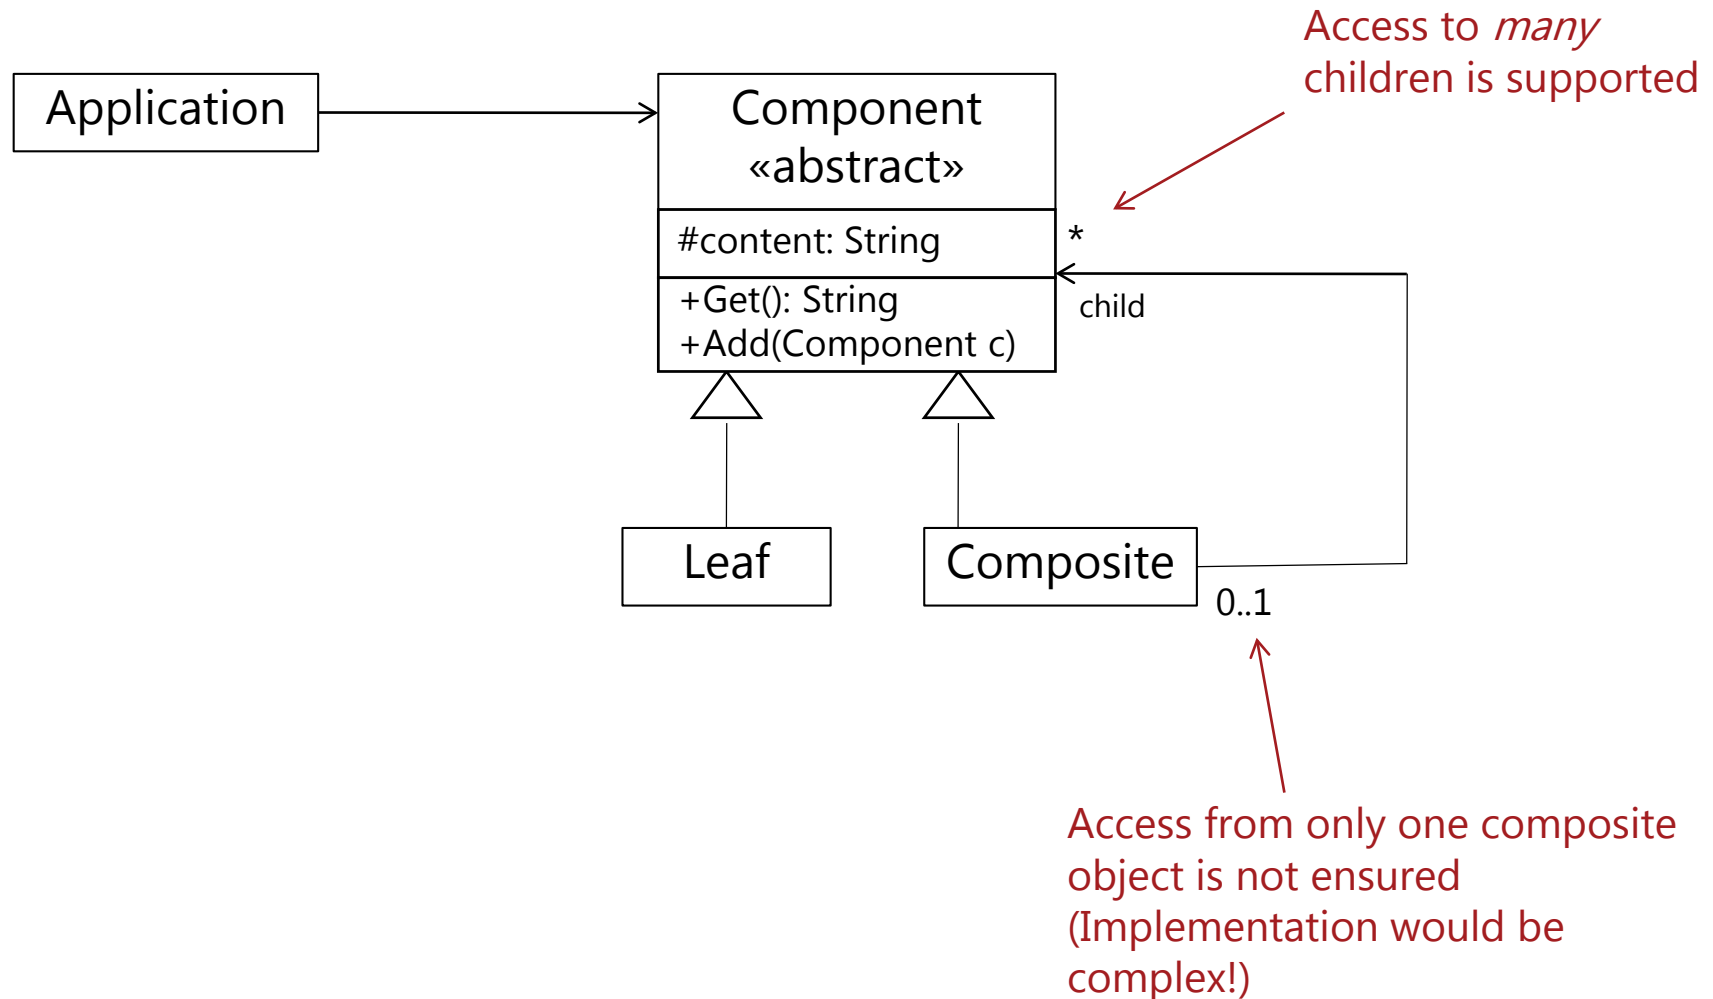 Access to many
children is supported
Application
Component
«abstract»
#content: String
*
+Get(): String
child
+Add(Component c)
Leaf
Composite
0..1
Access from only one composite
object is not ensured
(Implementation would be
complex!)